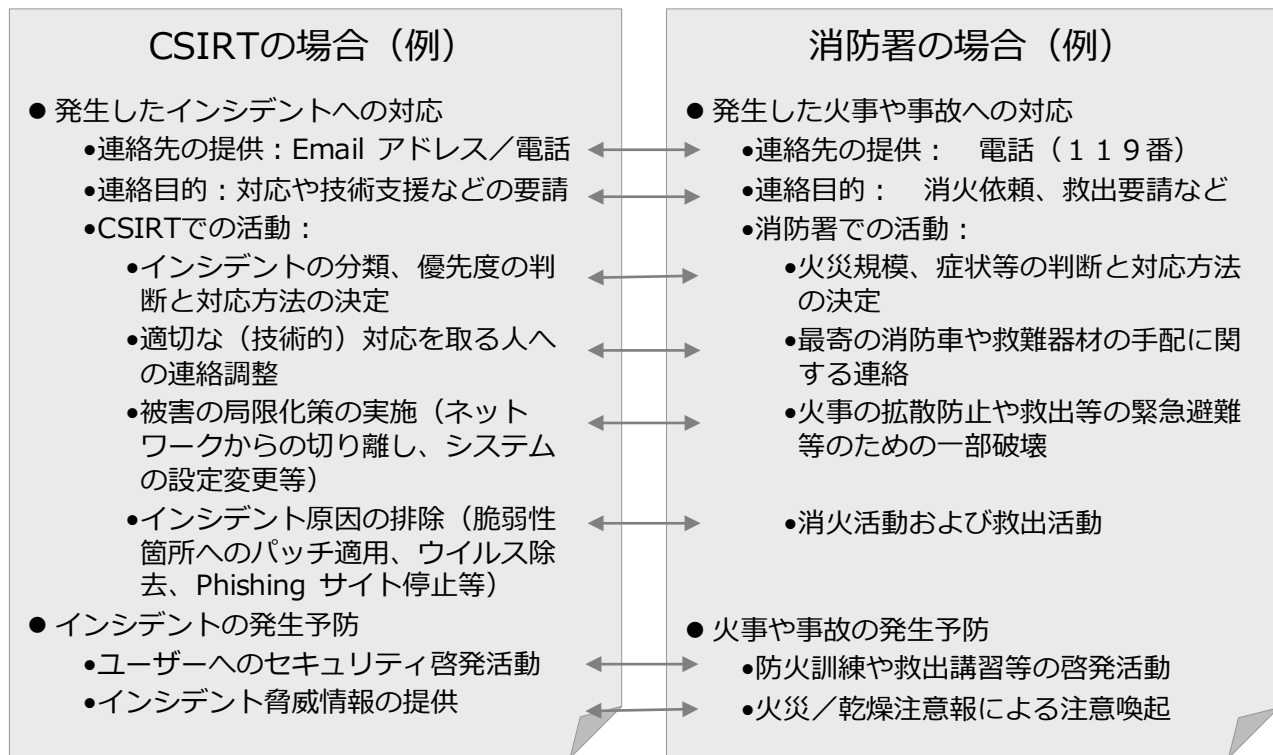 CSIRTの場合（例）
● 発生したインシデントへの対応
•連絡先の提供：Email アドレス／電話
•連絡目的：対応や技術支援などの要請
•CSIRTでの活動：
•インシデントの分類、優先度の判
断と対応方法の決定
•適切な（技術的）対応を取る人へ
の連絡調整
•被害の局限化策の実施（ネット
ワークからの切り離し、システム
の設定変更等）
•インシデント原因の排除（脆弱性
箇所へのパッチ適用、ウイルス除
去、Phishing サイト停止等）
● インシデントの発生予防
•ユーザーへのセキュリティ啓発活動
•インシデント脅威情報の提供
消防署の場合（例）
● 発生した火事や事故への対応
•連絡先の提供：　電話（１１９番）
•連絡目的：　消火依頼、救出要請など
•消防署での活動：
•火災規模、症状等の判断と対応方法
の決定
•最寄の消防車や救難器材の手配に関
する連絡
•火事の拡散防止や救出等の緊急避難
等のための一部破壊
•消火活動および救出活動
● 火事や事故の発生予防
•防火訓練や救出講習等の啓発活動
•火災／乾燥注意報による注意喚起